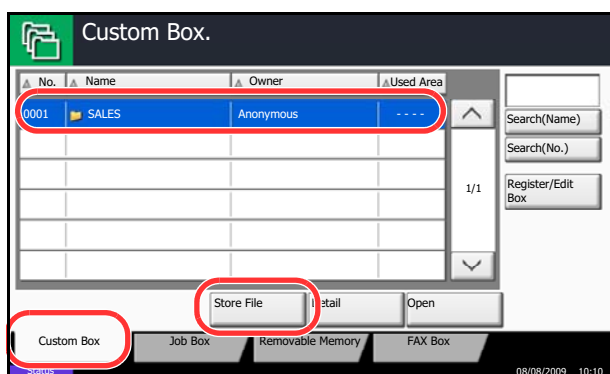 Custom Box.
No. Name Owner Used Area
0001 SALES Anonymous - - - -
Search(Name)
Search(No.)
1/1
Register/Edit
Box
Store File Detail Open
Custom Box Job Box Removable Memory FAX Box
Status 08/08/2009 10:10